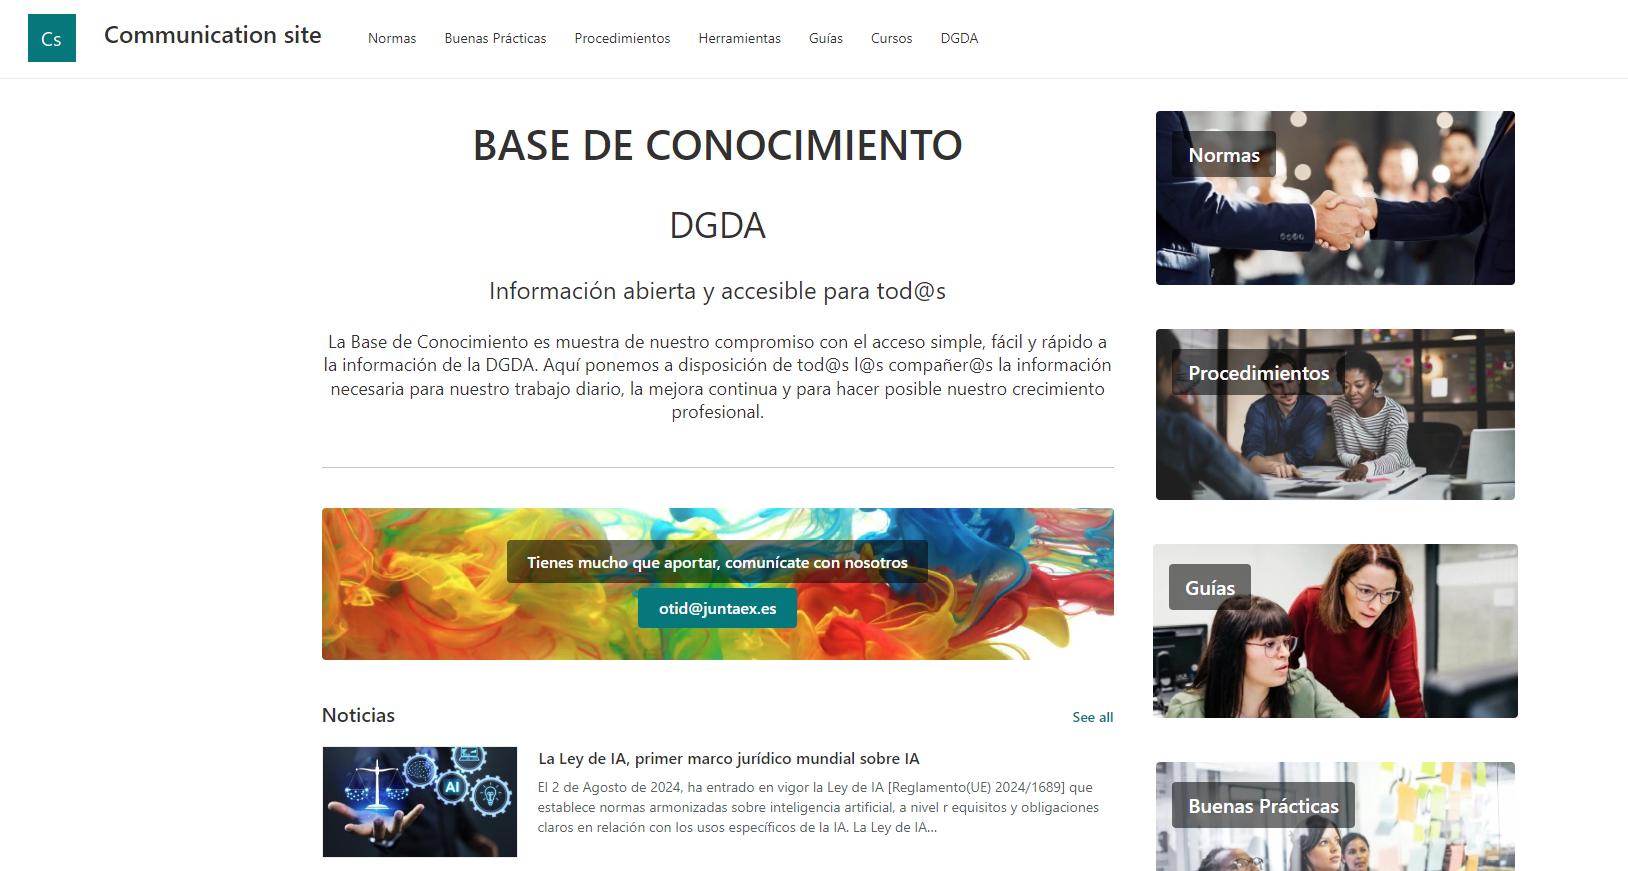 Cs
Communication site
Normas
Buenas Prácticas
Procedimientos
Herramientas
Guías
Cursos
DGDA
BASE DE CONOCIMIENTO
DGDA
Información abierta y accesible para tod@s
La Base de Conocimiento es muestra de nuestro compromiso con el acceso simple, fácil y rápido a
la información de la DGDA. Aquí ponemos a disposición de tod@s l@s compañer@s la información
necesaria para nuestro trabajo diario, la mejora continua y para hacer posible nuestro crecimiento
profesional.
Tienes mucho que aportar, comunícate con nosotros
otid@juntaex.es
Noticias
See all
AI
La Ley de IA, primer marco jurídico mundial sobre IA
El 2 de Agosto de 2024, ha entrado en vigor la Ley de IA [Reglamento(UE) 2024/1689] que
establece normas armonizadas sobre inteligencia artificial, a nivel r equisitos y obligaciones
claros en relación con los usos específicos de la IA. La Ley de IA...
Normas
Procedimientos
Guías
Buenas Prácticas